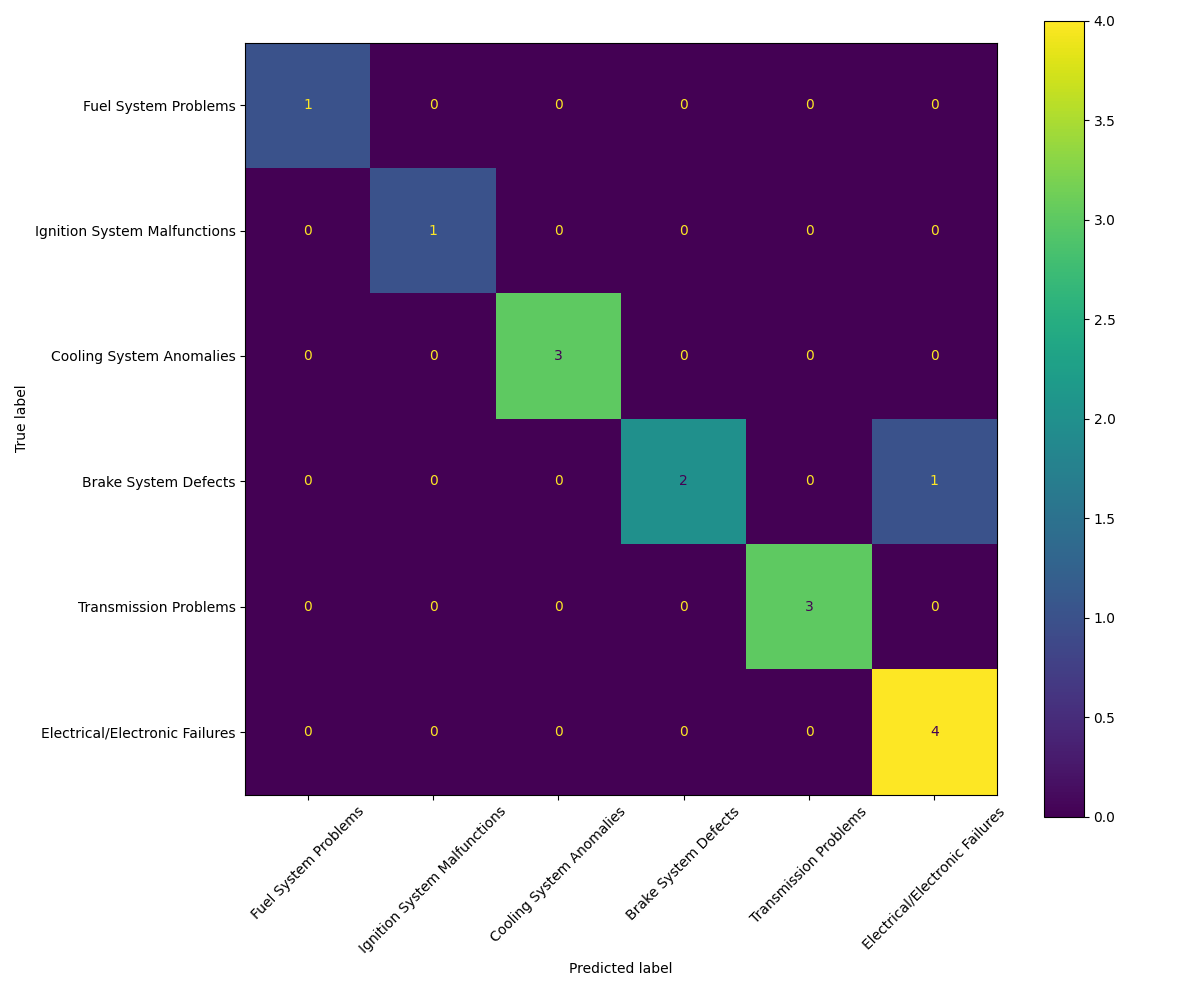 Fuel System Problems 1 0 0 0 0 0
Ignition System Malfunctions 0 1 0 0 0 0
Cooling System Anomalies 0 0 3 0 0 0
Brake System Defects 0 0 0 2 0 1
Transmission Problems 0 0 0 0 3 0
Electrical/Electronic Failures 0 0 0 0 0 4
True label
Fuel System Problems
Ignition System Malfunctions
Cooling System Anomalies
Brake System Defects
Transmission Problems
Electrical/Electronic Failures
Predicted label
4.0
3.5
3.0
2.5
2.0
1.5
1.0
0.5
0.0